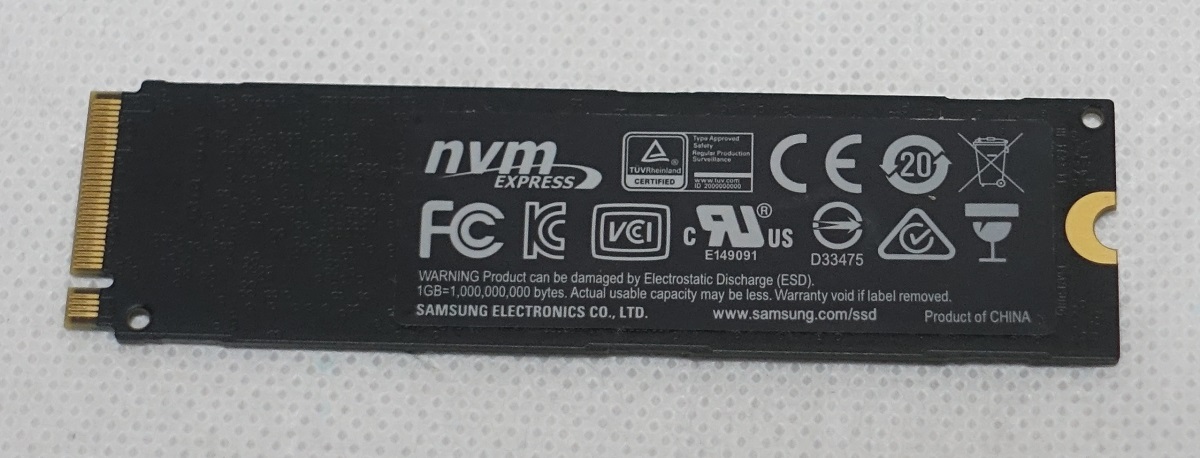 nvm
EXPRESS
TÜVRheinland
CERTIFIED
Type Approved
Safety
Regular Production
Surveillance
www.tuv.com
ID 2000000000
CE
20
FC
KC
VCI
c RU ® US
E149091
D33475
WARNING Product can be damaged by Electrostatic Discharge (ESD).
1GB=1,000,000,000 bytes. Actual usable capacity may be less. Warranty void if label removed.
SAMSUNG ELECTRONICS CO., LTD.
www.samsung.com/ssd
Product of CHINA